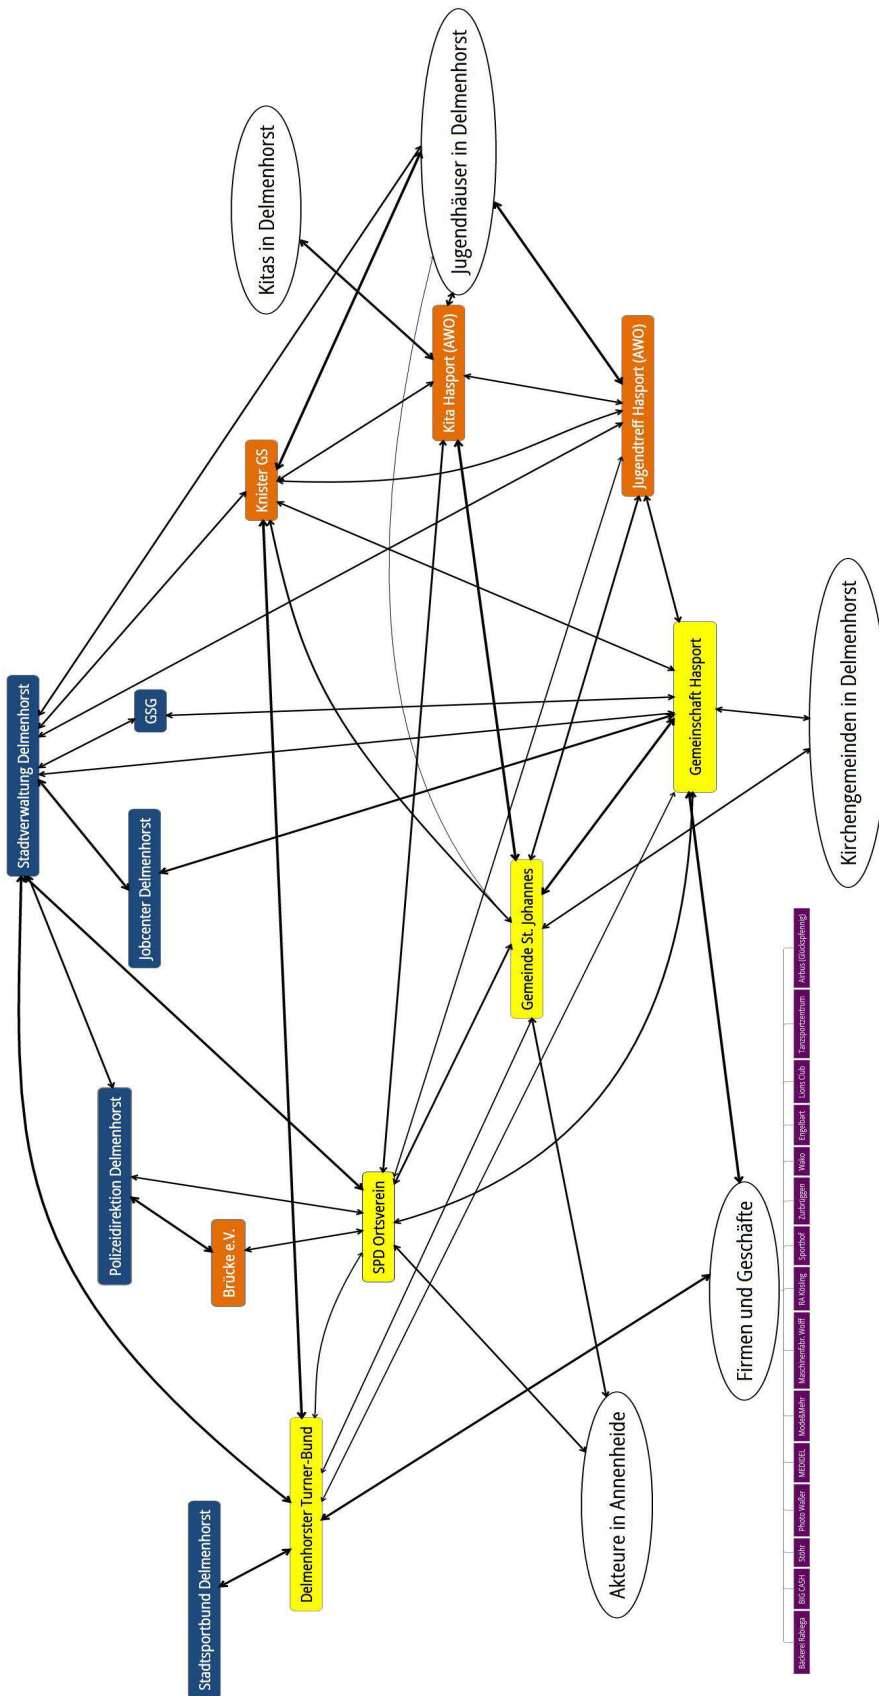 Stadtsportbund Delmenhorst
Polizeidirektion Delmenhorst
Jobcenter Delmenhorst
Stadtverwaltung Delmenhorst
GSG
Kitas in Delmenhorst
Brücke e.V.
Knister GS
Delmenhorster Turner-Bund
SPD Ortsverein
Kita Hasport (AWO)
Jugendhäuser in Delmenhorst
Gemeinde St. Johannes
Jugendtreff Hasport (AWO)
Akteure in Annenheide
Gemeinschaft Hasport
Firmen und Geschäfte
Kirchengemeinden in Delmenhorst
Bäckerei Rabiega
BIG CASH
Stöhr
Photo Waßer
MEDIDEL
Mode&Mehr
Maschinenfabr. Wolff
RA Kösling
Sporthof
Zurbrüggen
Wako
Engelbart
Lions Club
Tanzsportzentrum
Airbus (Glückspfennig)